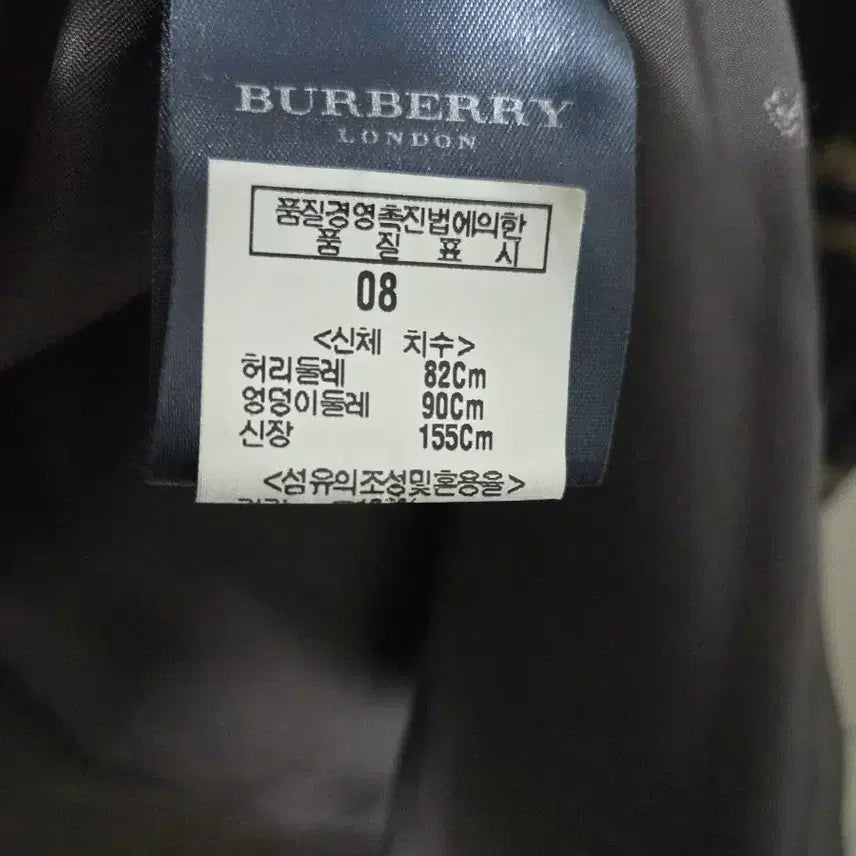 BURBERRY
LONDON
품질경영촉진법에의한
품 질 표 시
08
<신체 치수>
허리둘레 82Cm
엉덩이둘레 90Cm
신장 155Cm
<섬유의조성및혼용율>